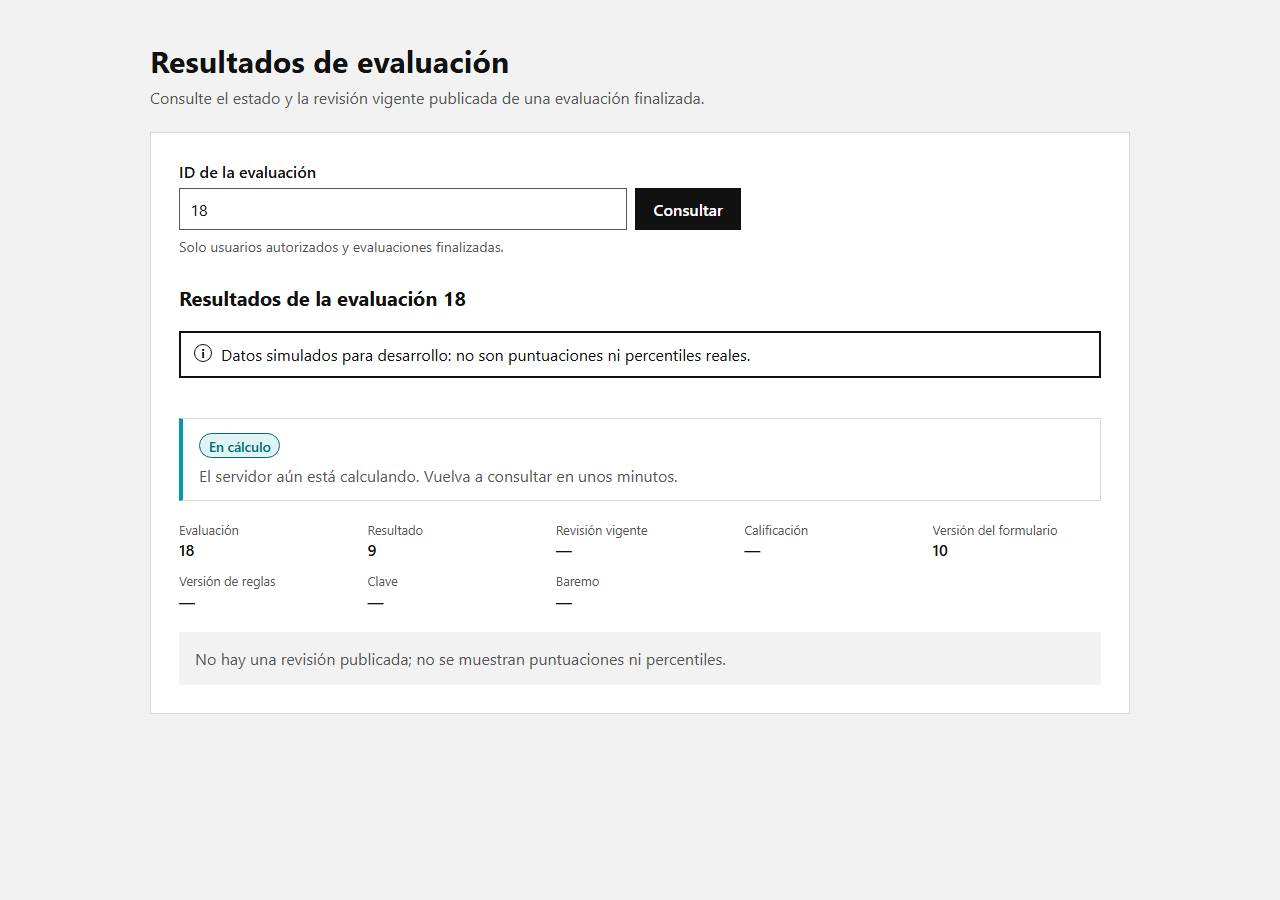 Resultados de evaluación
Consulte el estado y la revisión vigente publicada de una evaluación finalizada.
ID de la evaluación
18
Consultar
Solo usuarios autorizados y evaluaciones finalizadas.
Resultados de la evaluación 18
Datos simulados para desarrollo: no son puntuaciones ni percentiles reales.
En cálculo
El servidor aún está calculando. Vuelva a consultar en unos minutos.
Evaluación Resultado Revisión vigente Calificación Versión del formulario
18 9 — — 10
Versión de reglas Clave Baremo
— — —
No hay una revisión publicada; no se muestran puntuaciones ni percentiles.